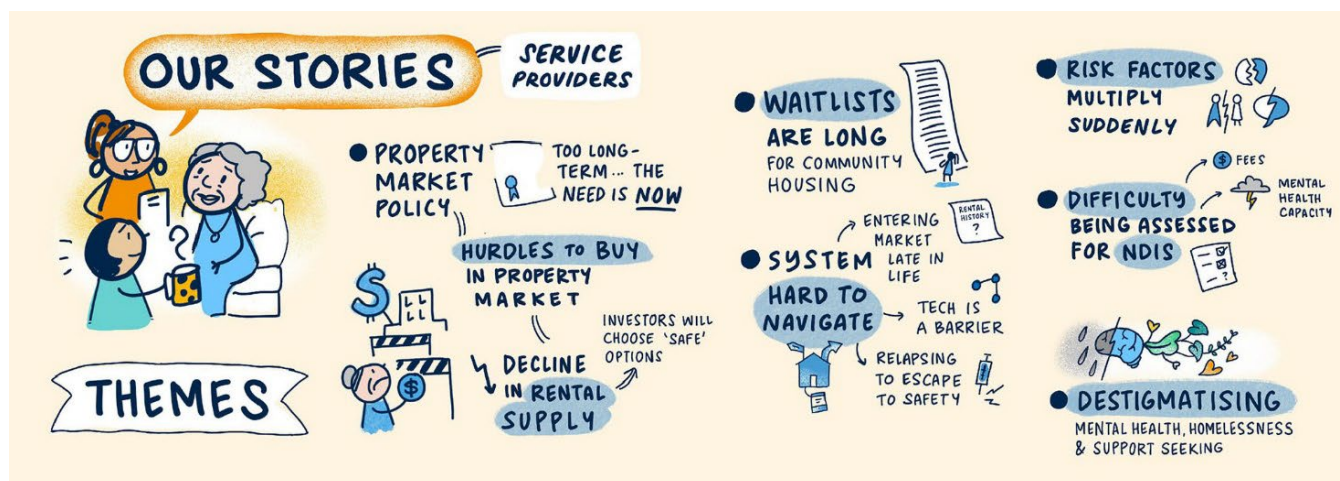 OUR STORIES
SERVICE
PROVIDERS
THEMES
?
PROPERTY
MARKET
POLICY
TOO LONG-
TERM... THE
NEED IS NOW
HURDLES TO BUY
IN PROPERTY
MARKET
$
$
DECLINE
IN RENTAL
SUPPLY
INVESTORS WILL
CHOOSE 'SAFE'
OPTIONS
WAITLISTS
ARE LONG
FOR COMMUNITY
HOUSING
SYSTEM
HARD TO
NAVIGATE
ENTERING
MARKET
LATE IN
LIFE
RENTAL
HISTORY
?
TECH IS
A BARRIER
RELAPSING
TO ESCAPE
TO SAFETY
RISK FACTORS
MULTIPLY
SUDDENLY
DIFFICULTY
BEING ASSESSED
FOR NDIS
$ FEES
MENTAL
HEALTH
CAPACITY
?
DESTIGMATISING
MENTAL HEALTH, HOMELESSNESS
& SUPPORT SEEKING